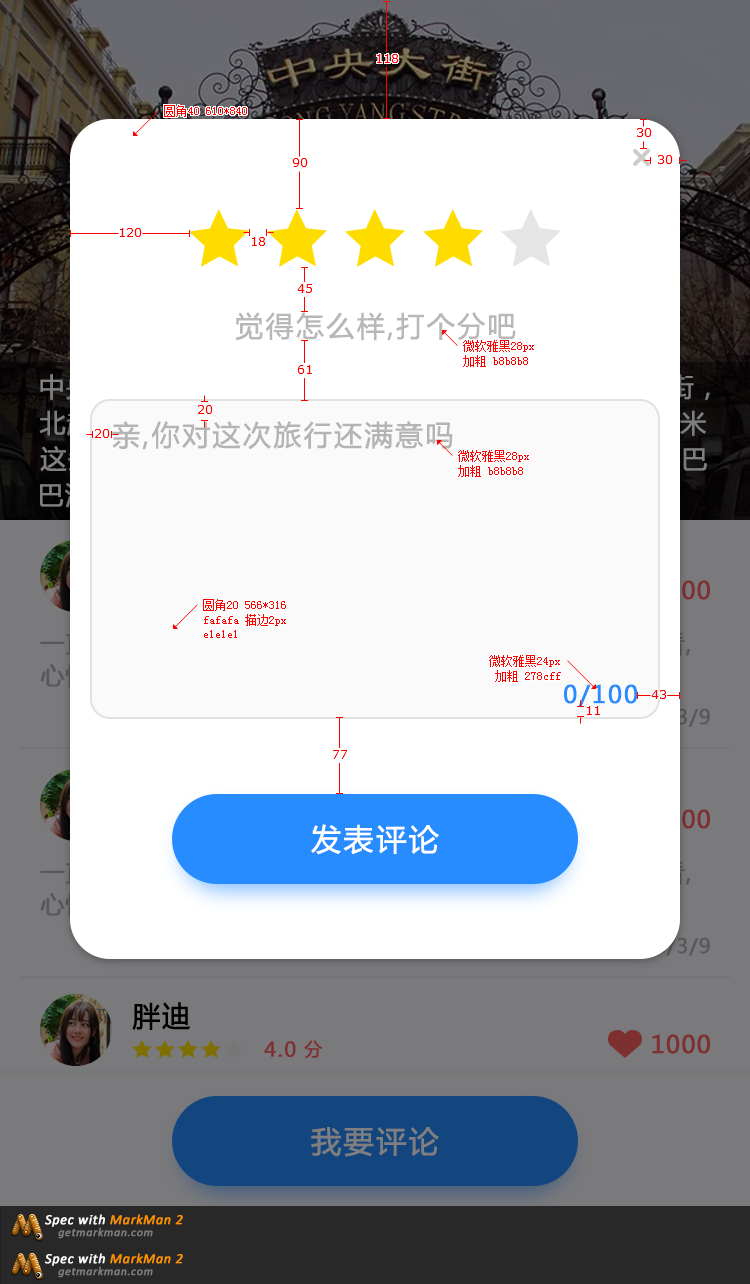 中央大街
118
圆角40 610*840
90
30
30
120
18
45
觉得怎么样,打个分吧
微软雅黑28px
加粗 b8b8b8
61
中
街，
20
北
米
20
亲,你对这次旅行还满意吗
这
巴
微软雅黑28px
加粗 b8b8b8
巴
00
圆角20 566*316
fafafa 描边2px
e1e1e1
一
心
微软雅黑24px
加粗 278cff
0/100
43
11
3/9
77
00
发表评论
一
心
/3/9
胖迪
4.0 分
1000
我要评论
Spec with MarkMan 2
getmarkman.com
Spec with MarkMan 2
getmarkman.com